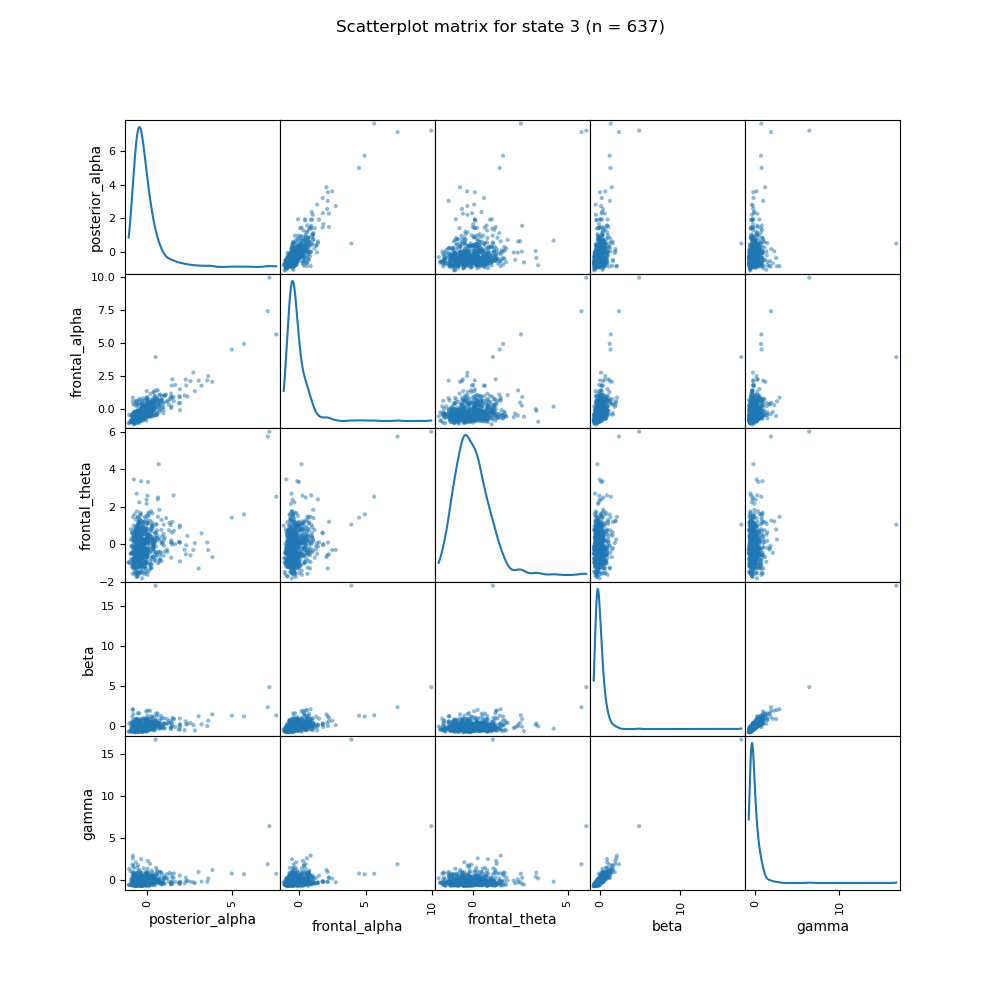 Scatterplot matrix for state 3 (n = 637)
posterior_alpha
6
4
2
0
frontal_alpha
10.0
7.5
5.0
2.5
0.0
frontal_theta
6
4
2
0
−2
beta
15
10
5
0
gamma
15
10
5
0
0 5 0 5 10 0 5 0 10 0 10
posterior_alpha frontal_alpha frontal_theta beta gamma